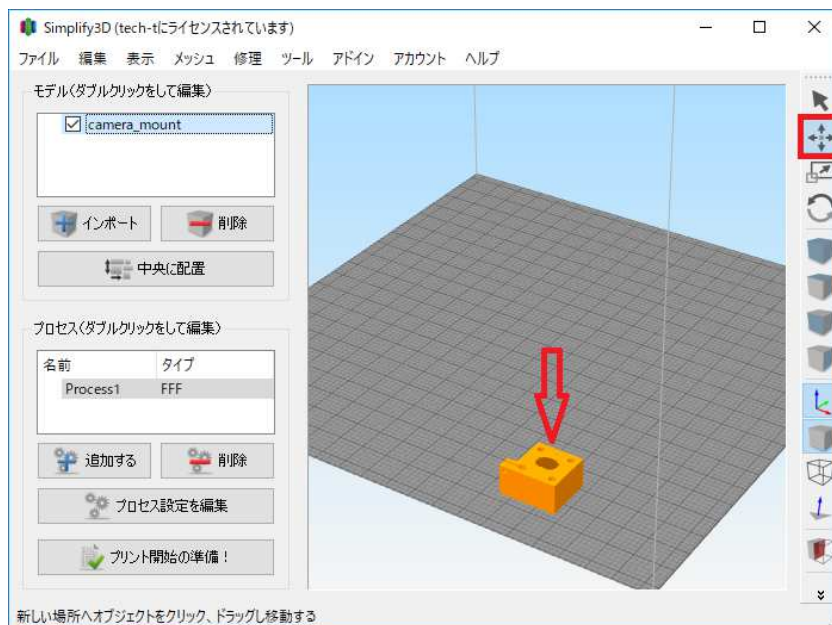 Simplify3D (tech-tにライセンスされています)
ファイル 編集 表示 メッシュ 修理 ツール アドイン アカウント ヘルプ
モデル(ダブルクリックをして編集)
camera_mount
インポート 削除
中央に配置
プロセス(ダブルクリックをして編集)
名前 タイプ
Process1 FFF
追加する 削除
プロセス設定を編集
プリント開始の準備！
新しい場所へオブジェクトをクリック、ドラッグし移動する